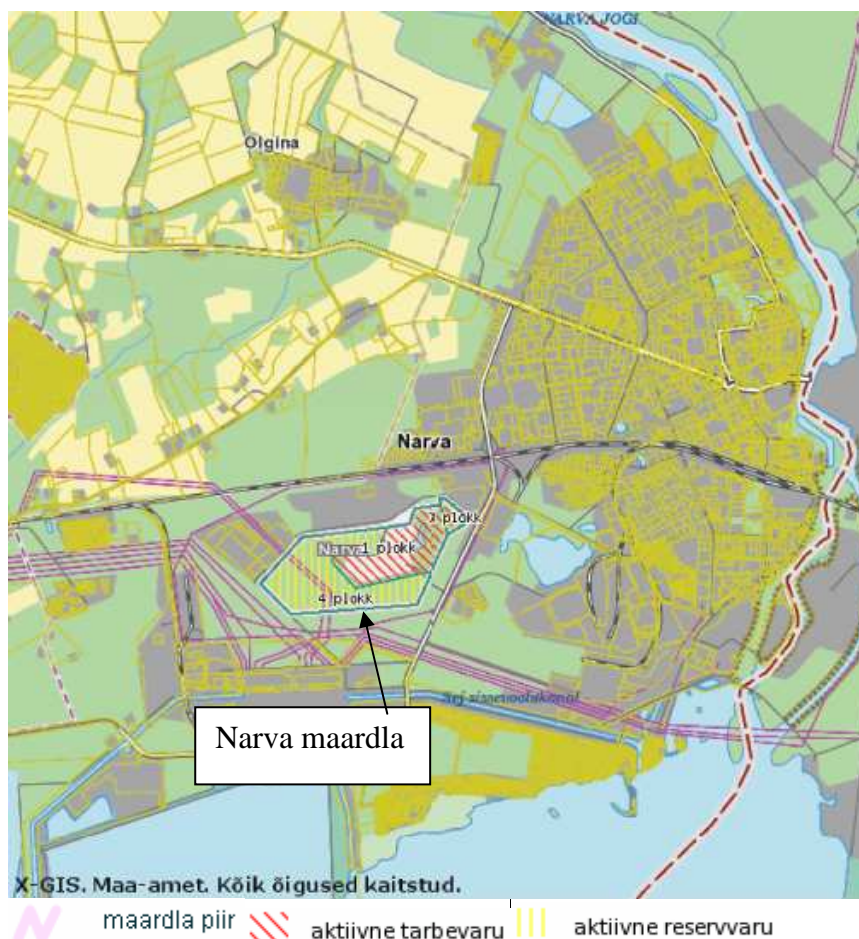 NARVA JÕGI
Olgina
Narva
plokk
Narva
1 plokk
4 plokk
Narva maardla
X-GIS. Maa-amet. Kõik õigused kaitstud.
maardla piir
aktiivne tarbevaru
aktiivne reservvaru